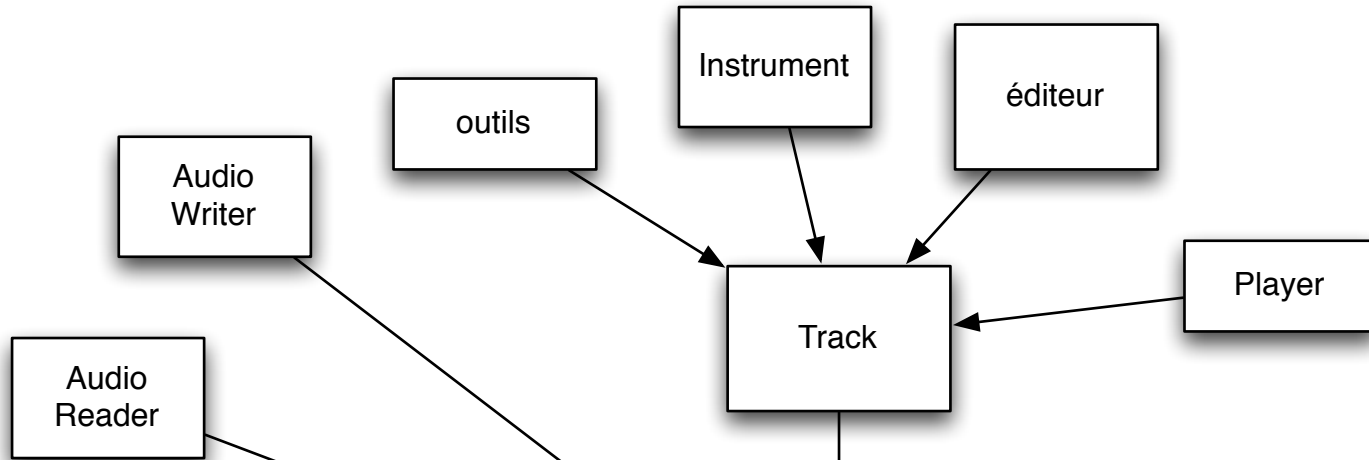 Instrument
éditeur
outils
Audio
Writer
Player
Track
Audio
Reader